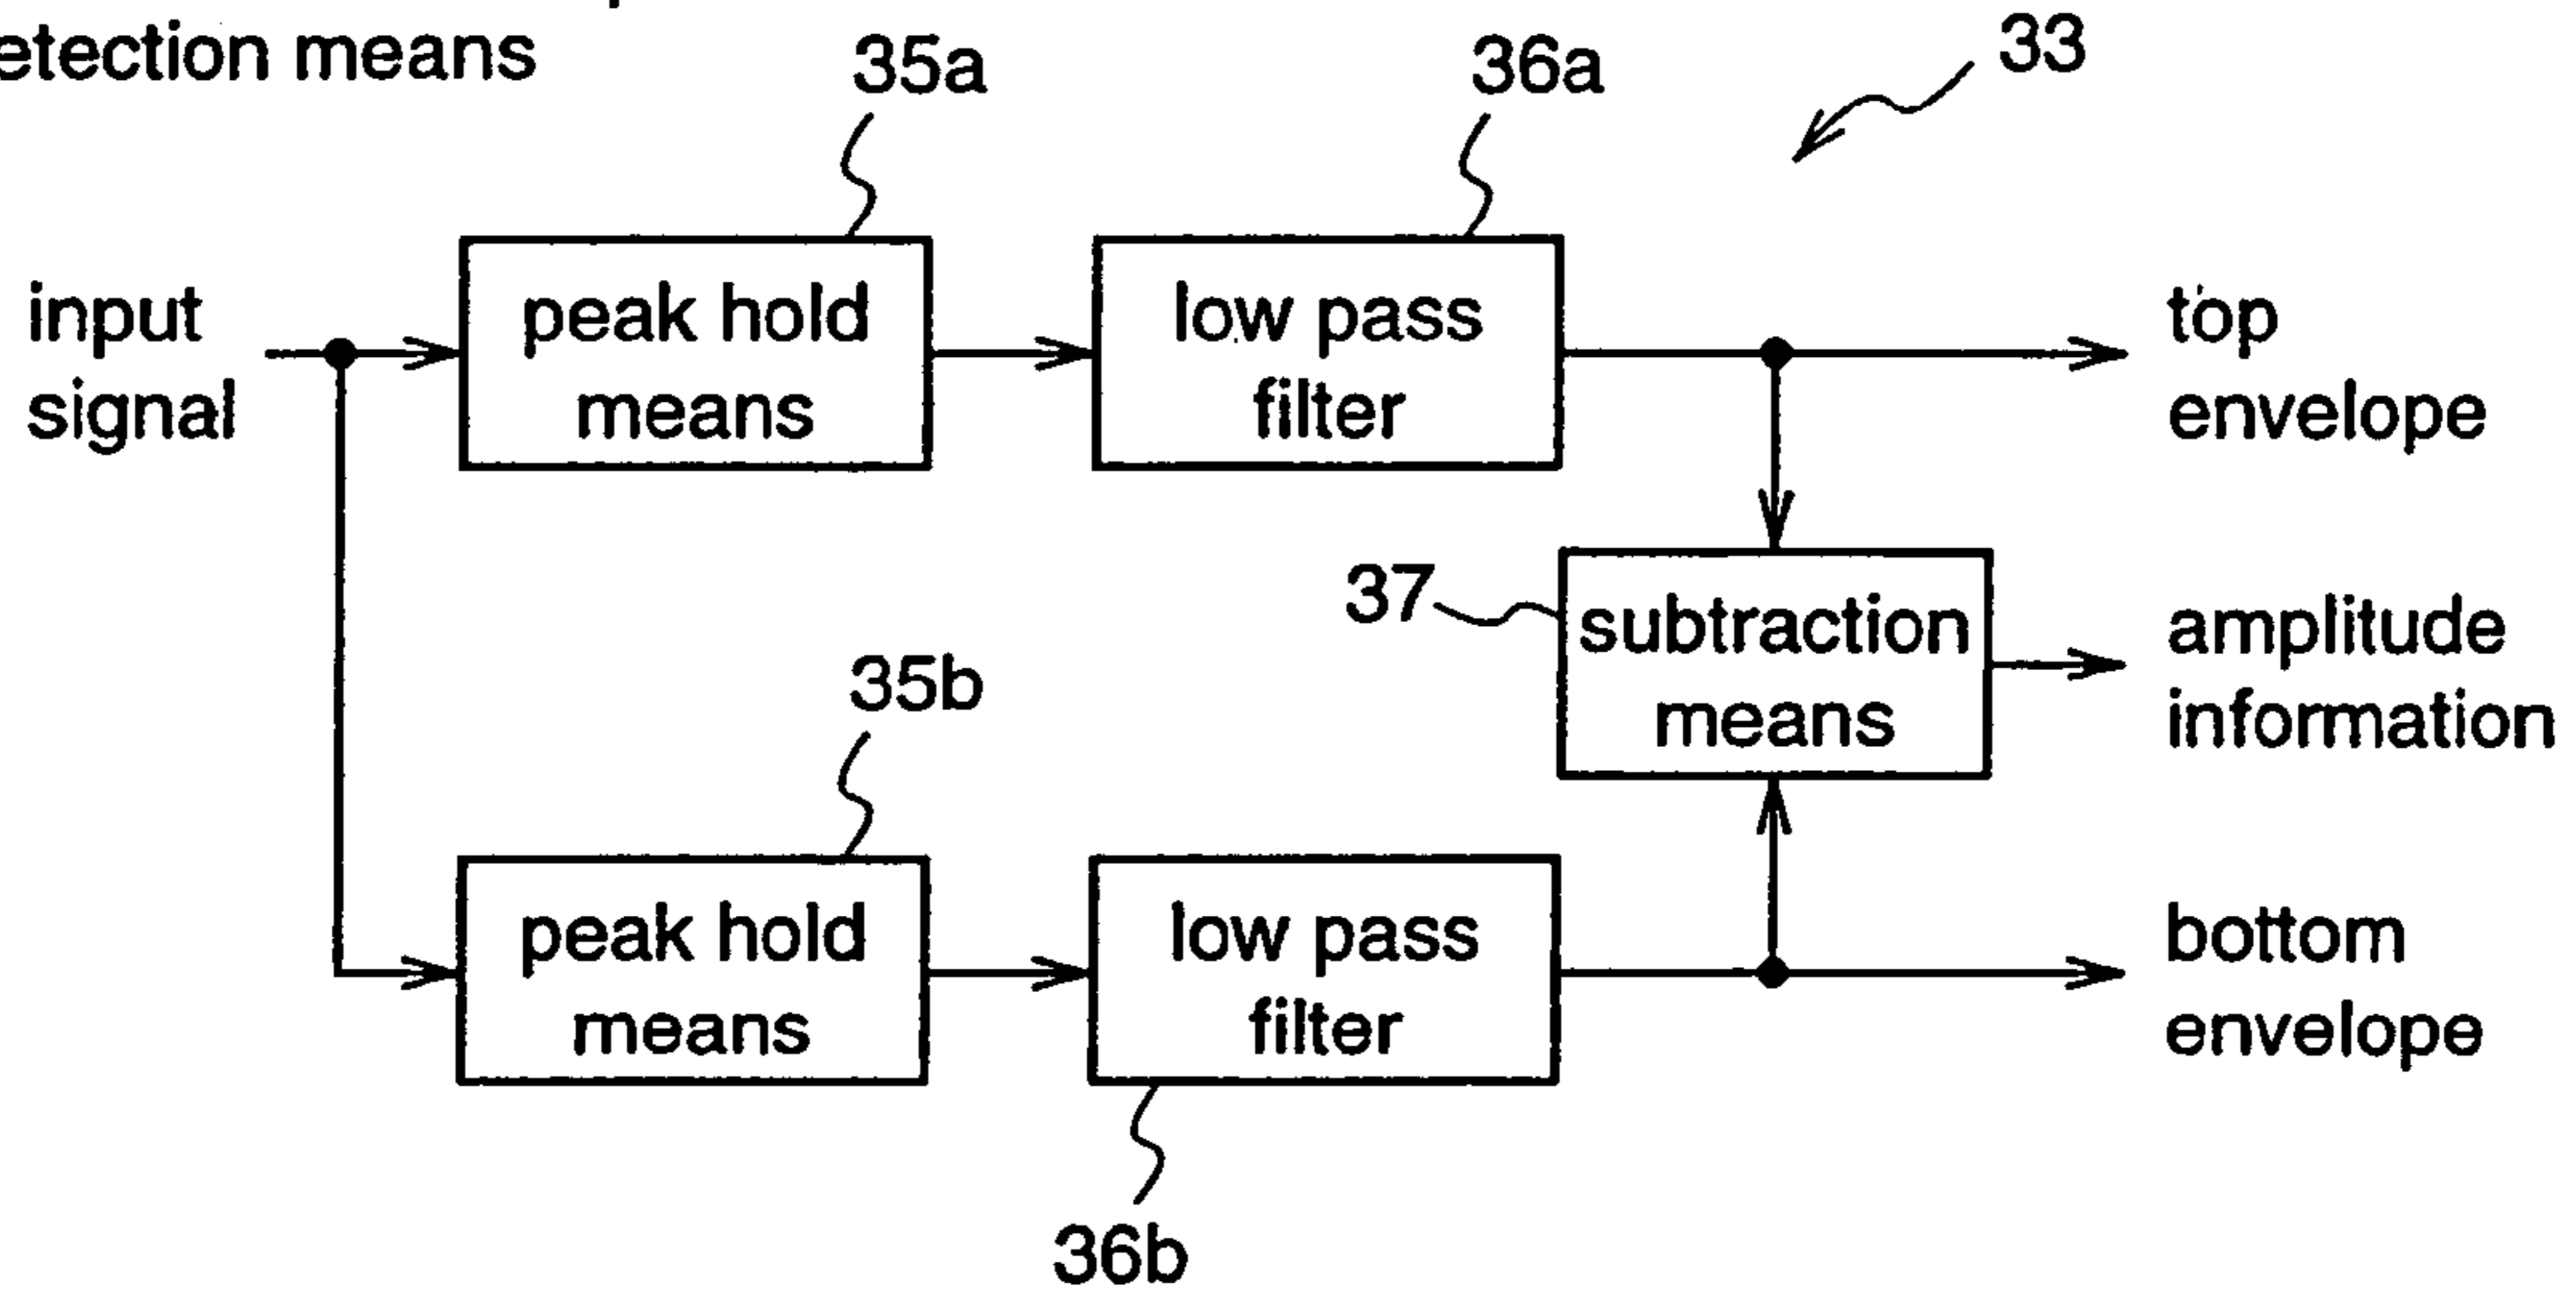 etection means
35a
36a
33
input
signal
peak hold
means
low pass
filter
top
envelope
37
subtraction
means
amplitude
information
35b
peak hold
means
low pass
filter
bottom
envelope
36b